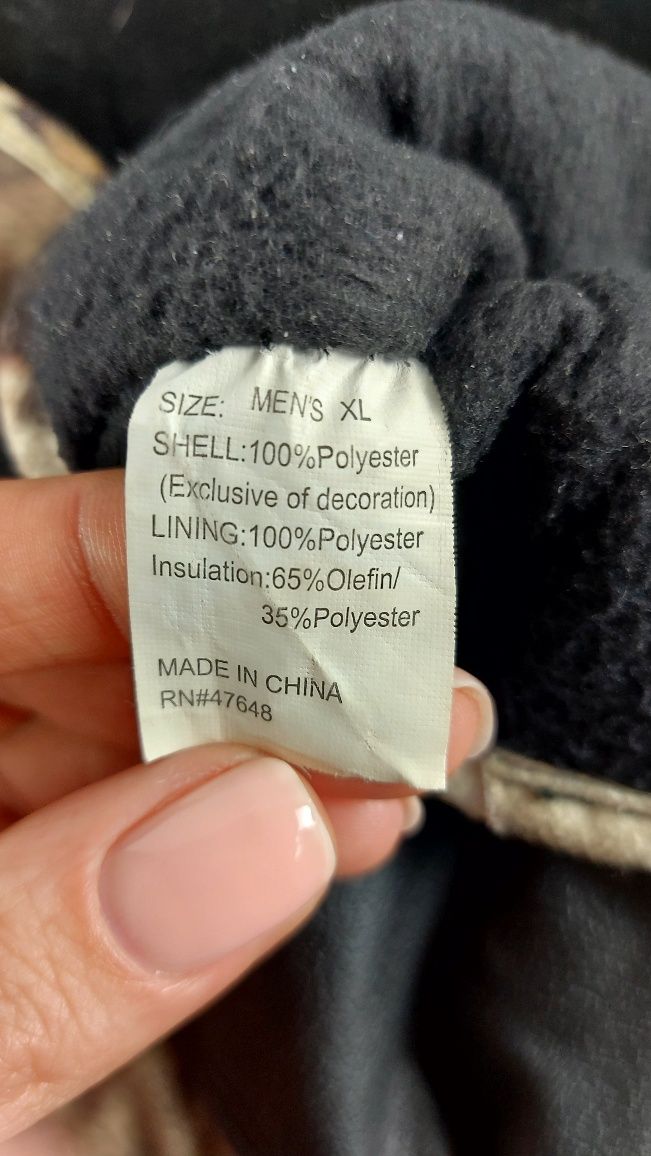 SIZE: MEN'S XL
SHELL:100%Polyester
(Exclusive of decoration)
LINING:100%Polyester
Insulation:65%Olefin/
35%Polyester
MADE IN CHINA
RN#47648